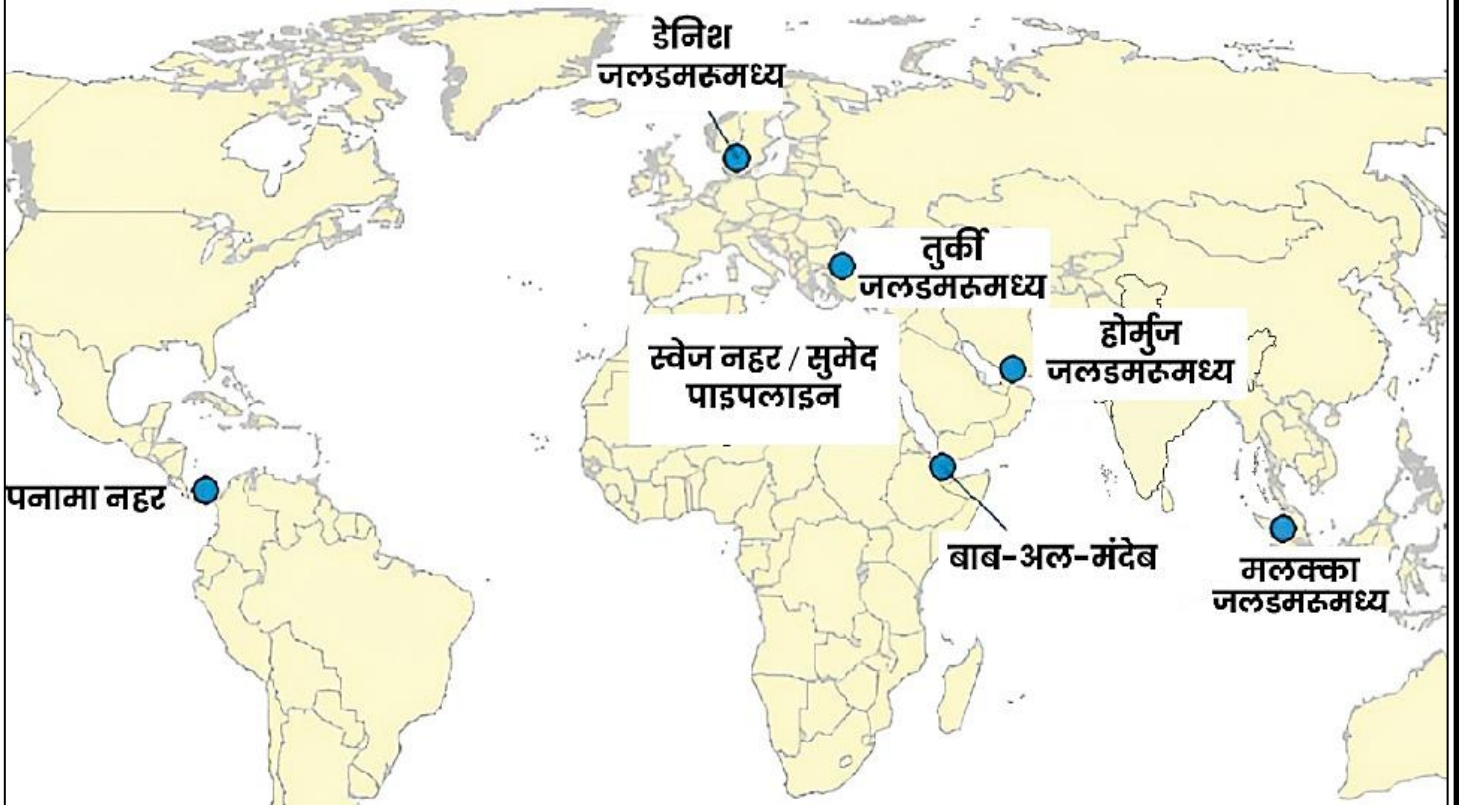 डेनिश
जलडमरूमध्य
तुर्की
जलडमरूमध्य
होर्मुज
जलडमरूमध्य
स्वेज नहर / सुमेद
पाइपलाइन
पनामा नहर
बाब-अल-मंदेब
मलक्का
जलडमरूमध्य